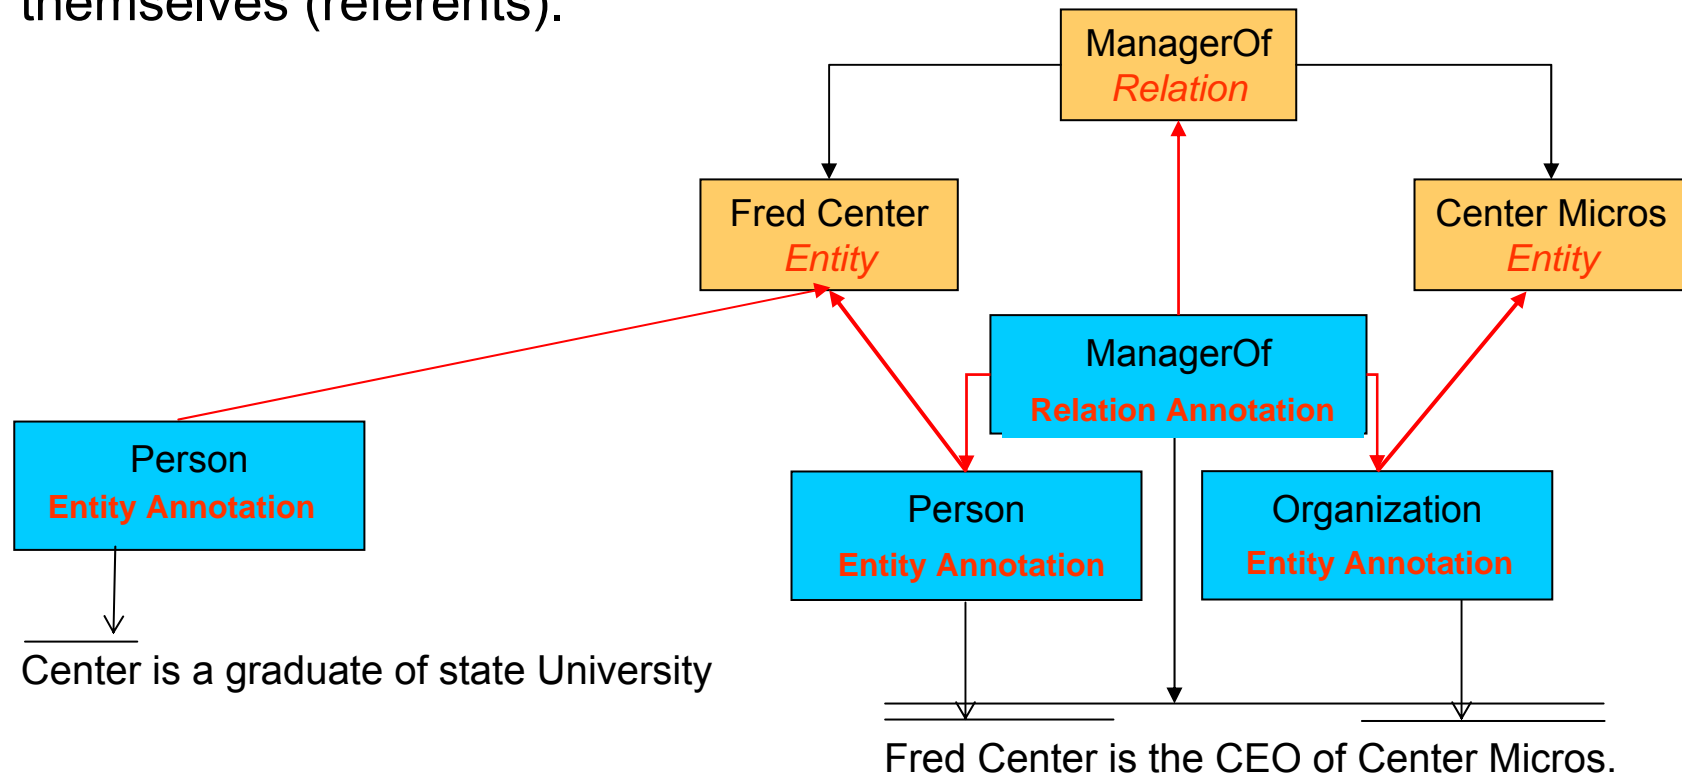 themselves (referents).
ManagerOf
Relation
Fred Center
Entity
Center Micros
Entity
ManagerOf
Relation Annotation
Person
Entity Annotation
Person
Entity Annotation
Organization
Entity Annotation
Center is a graduate of state University
Fred Center is the CEO of Center Micros.